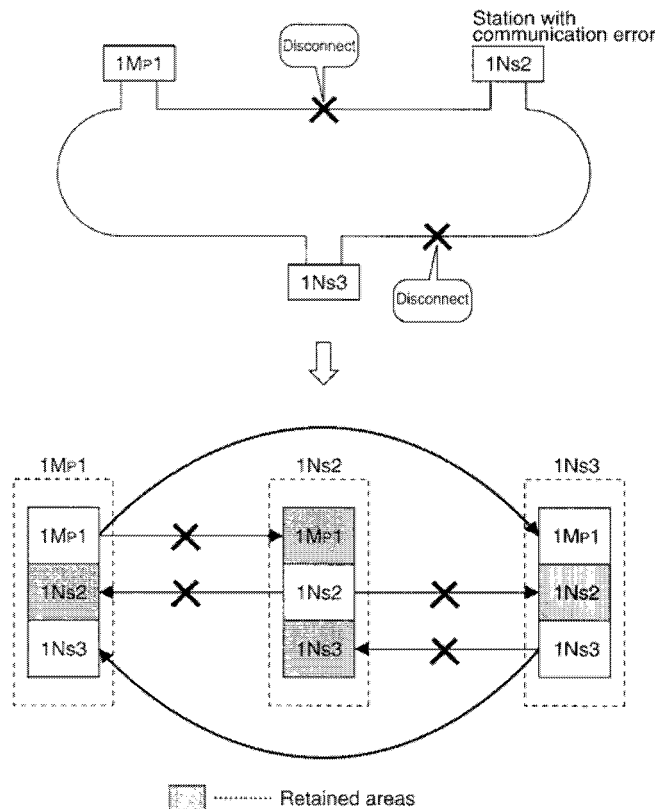 Station with
communication error
1MP1
Disconnect
1Ns2
1Ns3
Disconnect
1MP1
1Ns2
1Ns3
1MP1
1MP1
1MP1
1Ns2
1Ns2
1Ns2
1Ns3
1Ns3
1Ns3
Retained areas